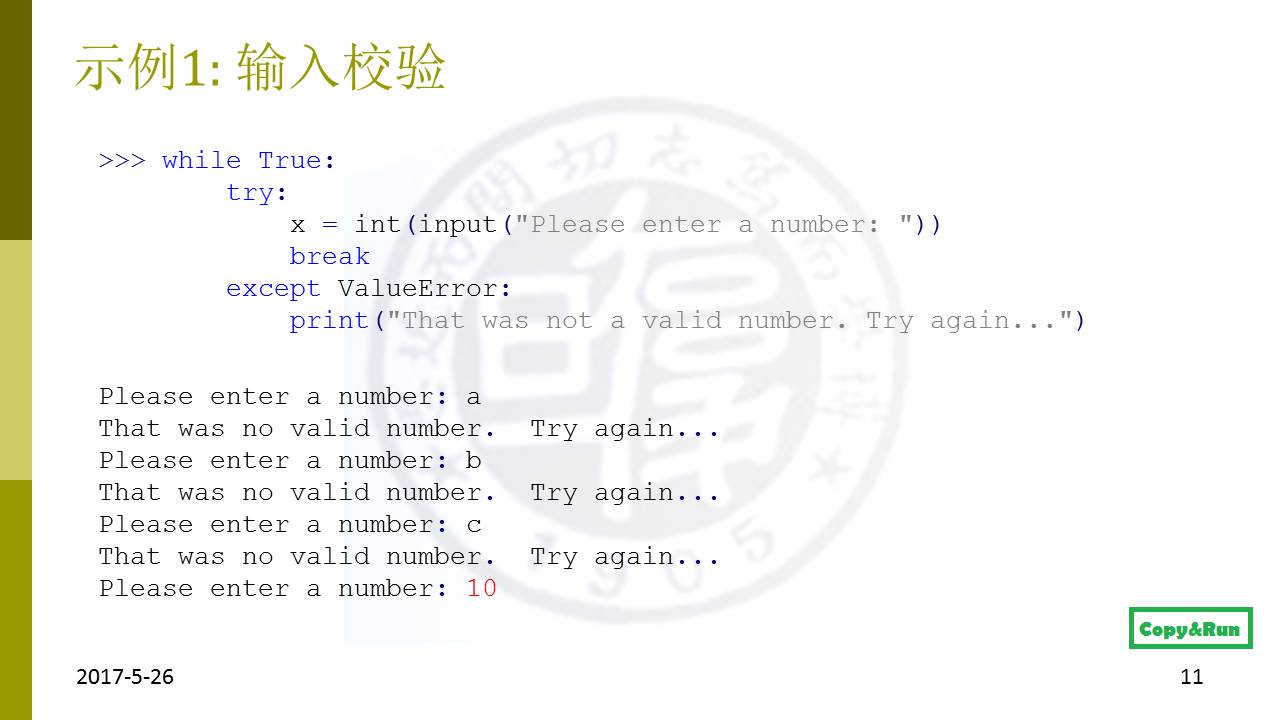 示例1: 输入校验
>>> while True:
        try:
            x = int(input("Please enter a number: "))
            break
        except ValueError:
            print("That was not a valid number. Try again...")
Please enter a number: a
That was no valid number.  Try again...
Please enter a number: b
That was no valid number.  Try again...
Please enter a number: c
That was no valid number.  Try again...
Please enter a number: 10
Copy&Run
2017-5-26
11
1905